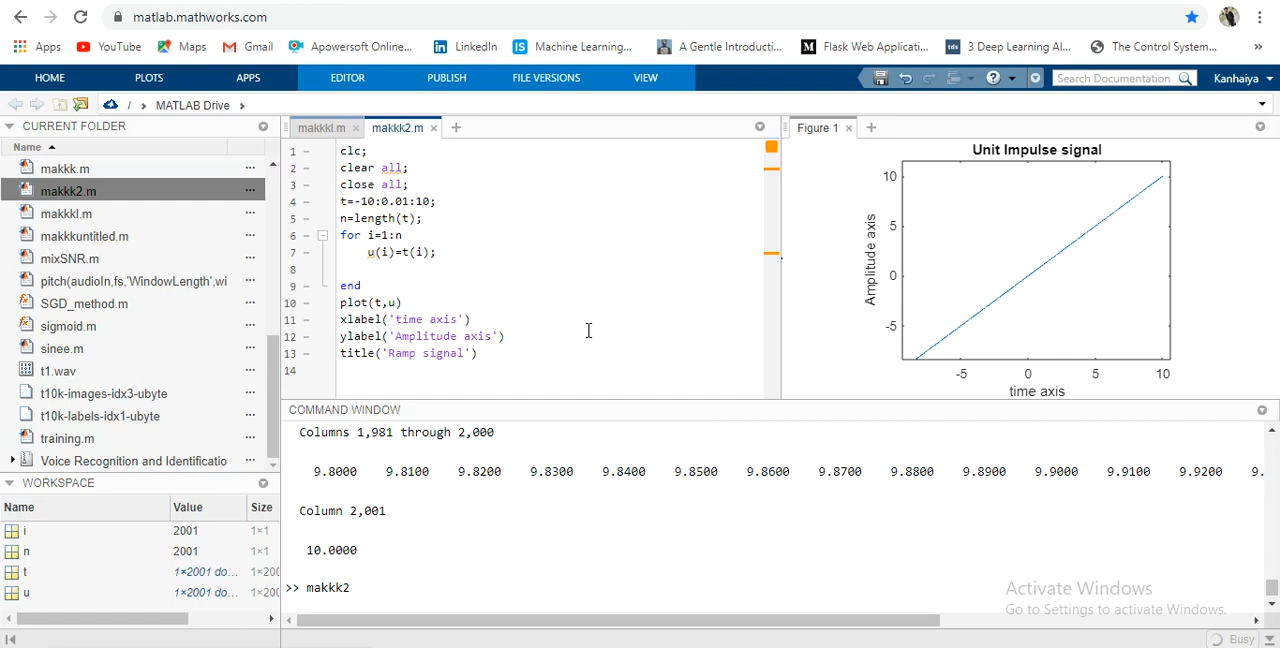 matlab.mathworks.com
Apps YouTube Maps Gmail Apowersoft Online... LinkedIn Machine Learning... A Gentle Introducti... Flask Web Applicati... 3 Deep Learning Al... The Control System... »
HOME PLOTS APPS EDITOR PUBLISH FILE VERSIONS VIEW Search Documentation Kanhaiya
/ › MATLAB Drive ›
CURRENT FOLDER
Name
makkk.m
makkk2.m
makkkl.m
makkkuntitled.m
mixSNR.m
pitch(audioIn,fs,'WindowLength',wi
SGD_method.m
sigmoid.m
sinee.m
t1.wav
t10k-images-idx3-ubyte
t10k-labels-idx1-ubyte
training.m
Voice Recognition and Identificatio
WORKSPACE
Name Value Size
i 2001 1×1
n 2001 1×1
t 1×2001 do... 1×200
u 1×2001 do... 1×200
makkkl.m × makkk2.m × +
1 – clc;
2 – clear all;
3 – close all;
4 – t=-10:0.01:10;
5 – n=length(t);
6 – for i=1:n
7 – u(i)=t(i);
8
9 – end
10 – plot(t,u)
11 – xlabel('time axis')
12 – ylabel('Amplitude axis')
13 – title('Ramp signal')
14
Figure 1 × +
Unit Impulse signal
Amplitude axis
10
5
0
-5
-5 0 5 10
time axis
COMMAND WINDOW
Columns 1,981 through 2,000
9.8000 9.8100 9.8200 9.8300 9.8400 9.8500 9.8600 9.8700 9.8800 9.8900 9.9000 9.9100 9.9200 9.
Column 2,001
10.0000
>> makkk2
Activate Windows
Go to Settings to activate Windows.
Busy